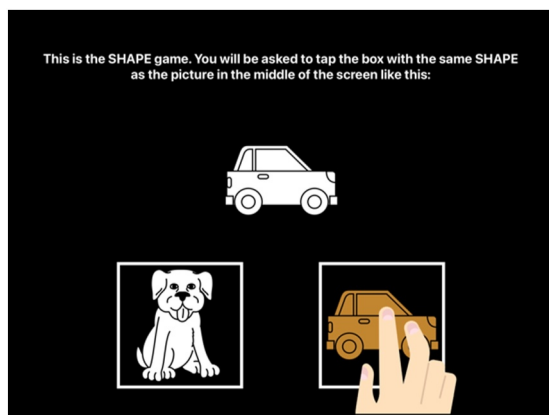 This is the SHAPE game. You will be asked to tap the box with the same SHAPE
as the picture in the middle of the screen like this: